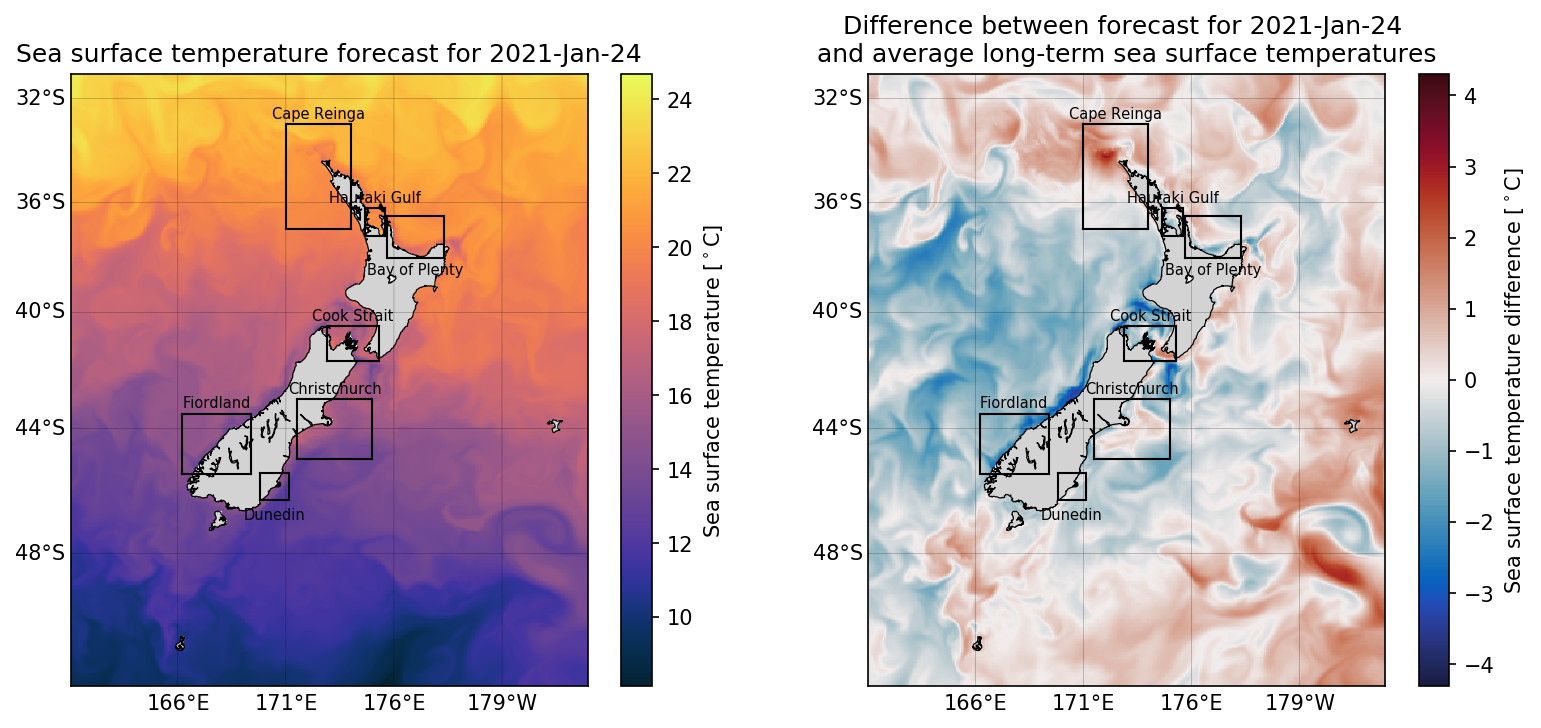 Sea surface temperature forecast for 2021-Jan-24
32°S
36°S
40°S
44°S
48°S
166°E
171°E
176°E
179°W
Cape Reinga
Hauraki Gulf
Bay of Plenty
Cook Strait
Christchurch
Fiordland
Dunedin
24
22
20
18
16
14
12
10
Sea surface temperature [ °C]
Difference between forecast for 2021-Jan-24
and average long-term sea surface temperatures
32°S
36°S
40°S
44°S
48°S
166°E
171°E
176°E
179°W
Cape Reinga
Hauraki Gulf
Bay of Plenty
Cook Strait
Christchurch
Fiordland
Dunedin
4
3
2
1
0
−1
−2
−3
−4
Sea surface temperature difference [ °C]